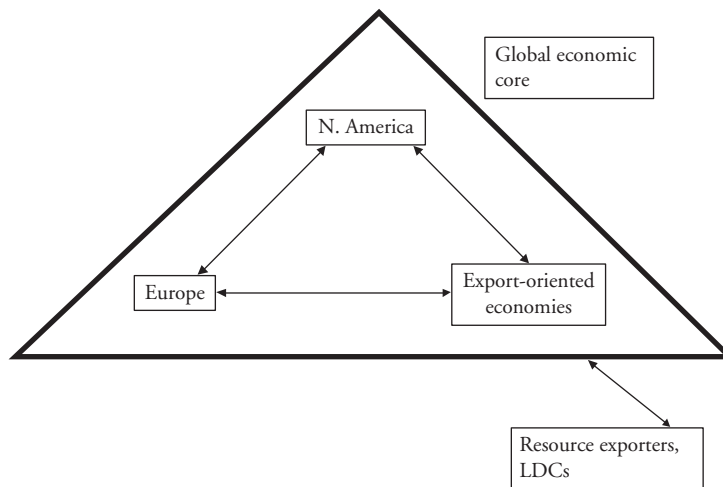 Global economic
core
N. America
Europe
Export-oriented
economies
Resource exporters,
LDCs